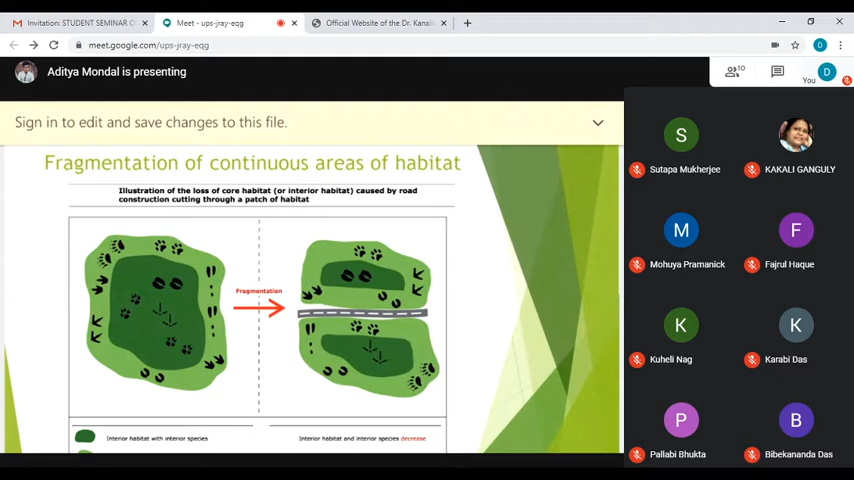 Invitation: STUDENT SEMINAR O
Meet - ups-jray-eqg
Official Website of the Dr. Kanail
meet.google.com/ups-jray-eqg
D
Aditya Mondal is presenting
10
You
D
Sign in to edit and save changes to this file.
Fragmentation of continuous areas of habitat
Illustration of the loss of core habitat (or interior habitat) caused by road
construction cutting through a patch of habitat
Fragmentation
Interior habitat with interior species
Interior habitat and interior species decrease
S
Sutapa Mukherjee
KAKALI GANGULY
M
Mohuya Pramanick
F
Fajrul Haque
K
Kuheli Nag
K
Karabi Das
P
Pallabi Bhukta
B
Bibekananda Das